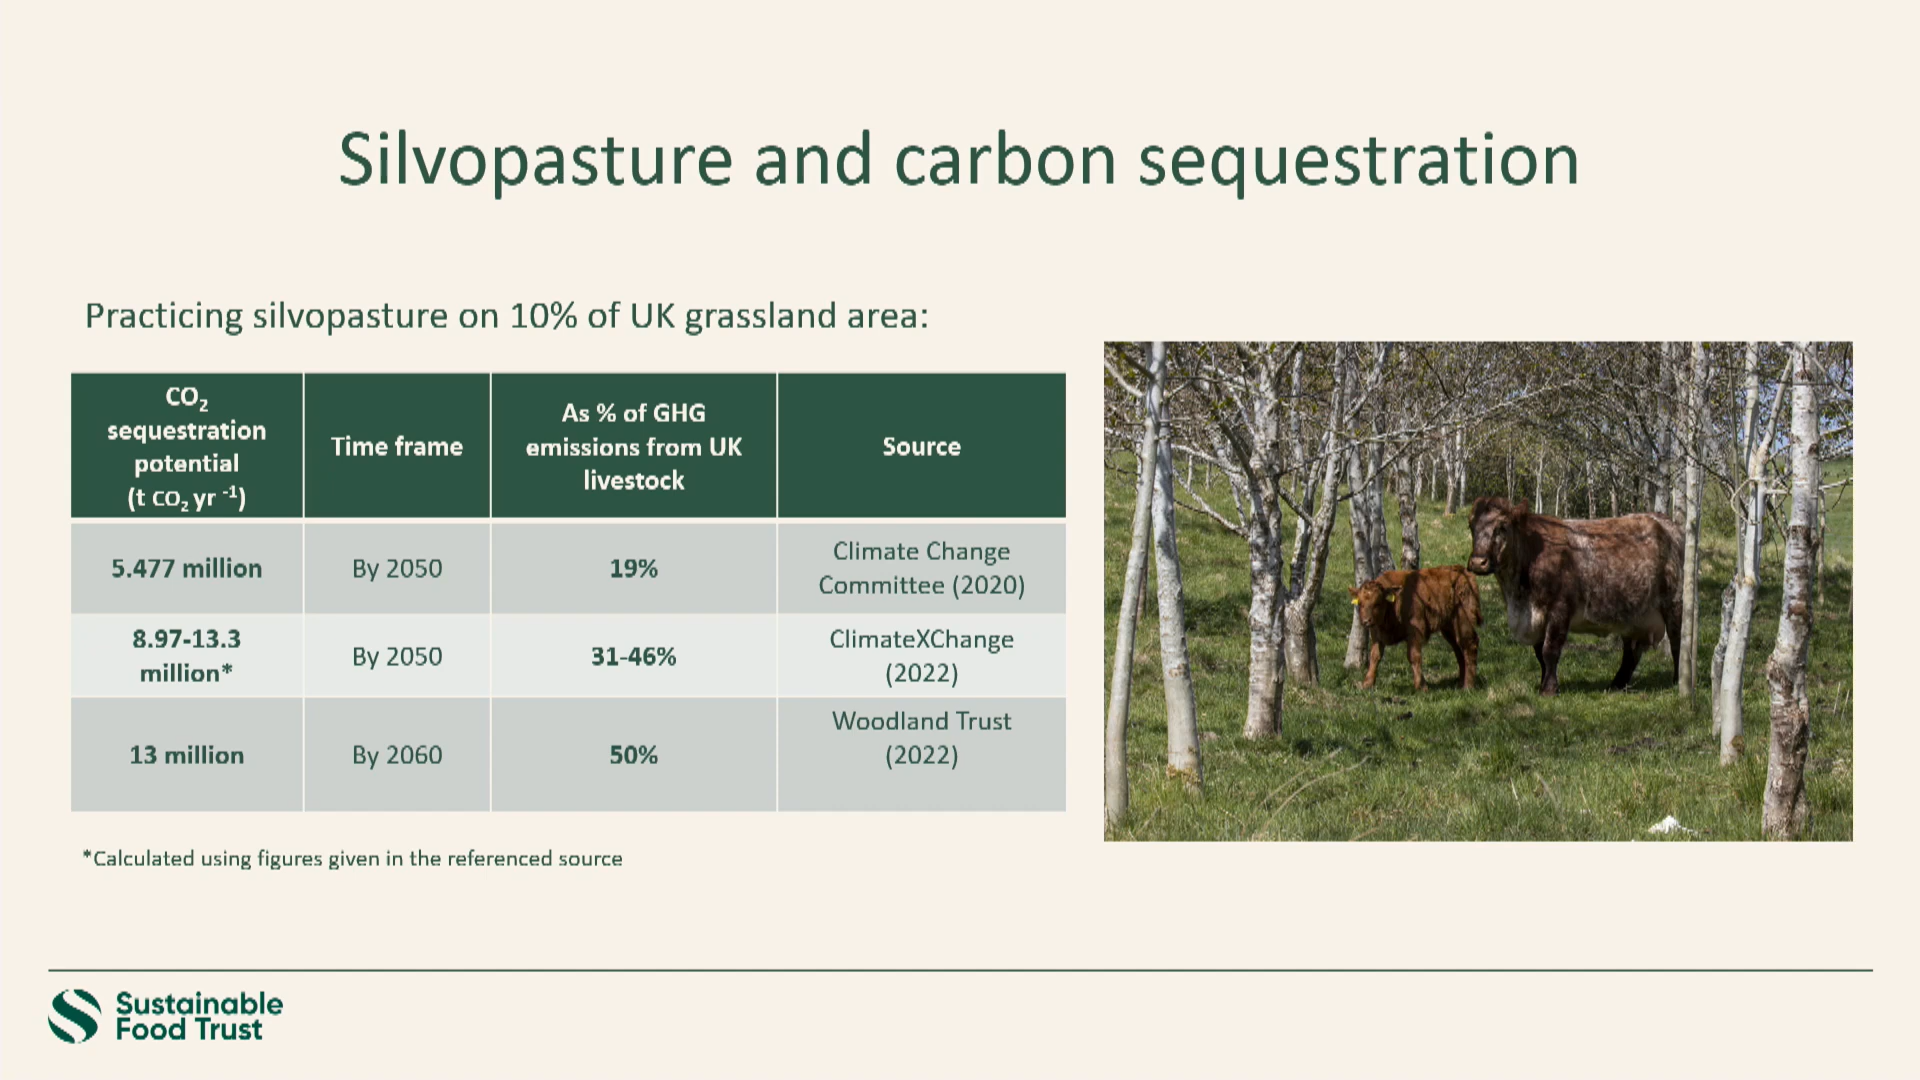 Silvopasture and carbon sequestration
Practicing silvopasture on 10% of UK grassland area:
CO₂
sequestration
potential
(t CO₂ yr ⁻¹)
Time frame
As % of GHG
emissions from UK
livestock
Source
5.477 million
By 2050
19%
Climate Change
Committee (2020)
8.97-13.3
million*
By 2050
31-46%
ClimateXChange
(2022)
13 million
By 2060
50%
Woodland Trust
(2022)
*Calculated using figures given in the referenced source
Sustainable
Food Trust